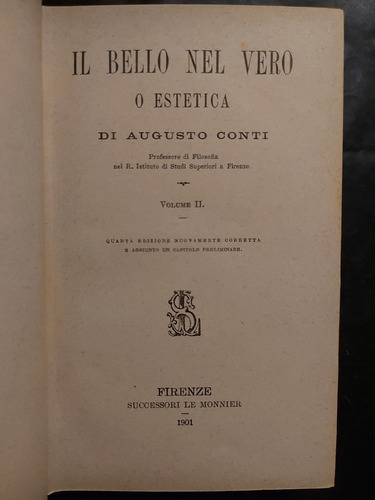 IL BELLO NEL VERO
O ESTETICA
DI AUGUSTO CONTI
Professore di Filosofia
nel R. Istituto di Studi Superiori a Firenze
VOLUME II.
QUARTA EDIZIONE NUOVAMENTE CORRETTA
E AGGIUNTO UN CAPITOLO PRELIMINARE.
FIRENZE
SUCCESSORI LE MONNIER
1901